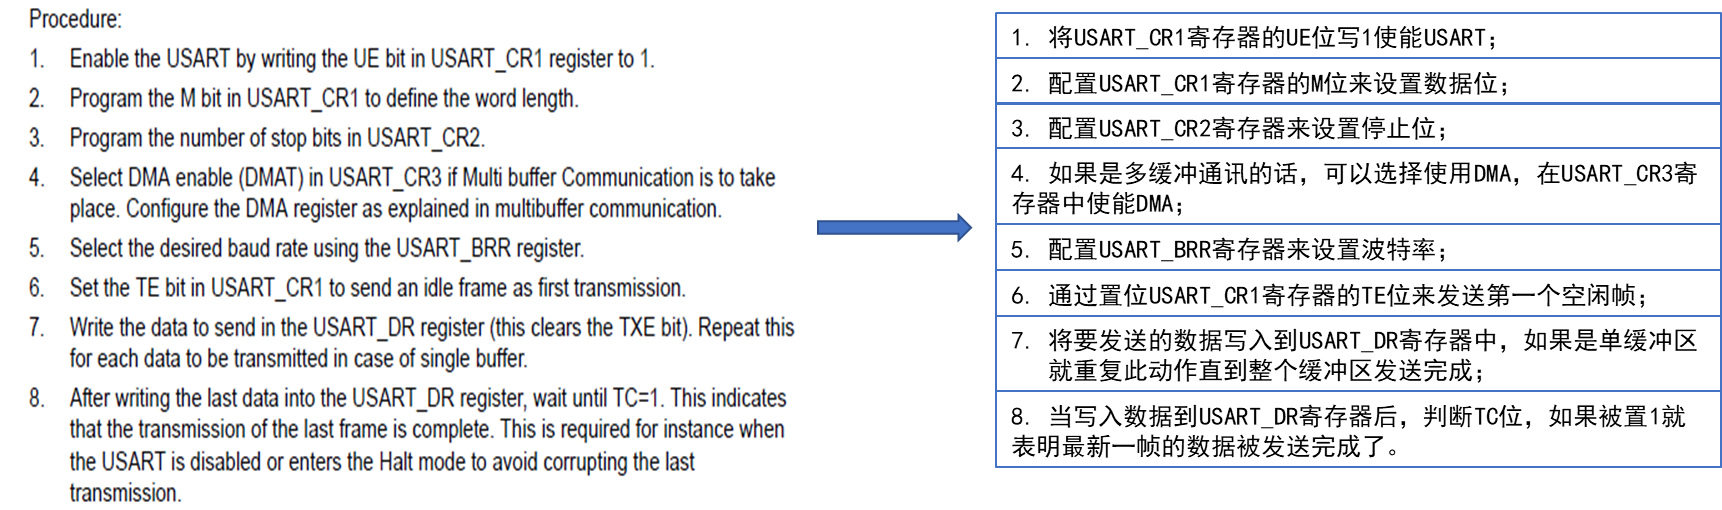 Procedure:
1. Enable the USART by writing the UE bit in USART_CR1 register to 1.
2. Program the M bit in USART_CR1 to define the word length.
3. Program the number of stop bits in USART_CR2.
4. Select DMA enable (DMAT) in USART_CR3 if Multi buffer Communication is to take
place. Configure the DMA register as explained in multibuffer communication.
5. Select the desired baud rate using the USART_BRR register.
6. Set the TE bit in USART_CR1 to send an idle frame as first transmission.
7. Write the data to send in the USART_DR register (this clears the TXE bit). Repeat this
for each data to be transmitted in case of single buffer.
8. After writing the last data into the USART_DR register, wait until TC=1. This indicates
that the transmission of the last frame is complete. This is required for instance when
the USART is disabled or enters the Halt mode to avoid corrupting the last
transmission.
1. 将USART_CR1寄存器的UE位写1使能USART；
2. 配置USART_CR1寄存器的M位来设置数据位；
3. 配置USART_CR2寄存器来设置停止位；
4. 如果是多缓冲通讯的话，可以选择使用DMA，在USART_CR3寄
存器中使能DMA；
5. 配置USART_BRR寄存器来设置波特率；
6. 通过置位USART_CR1寄存器的TE位来发送第一个空闲帧；
7. 将要发送的数据写入到USART_DR寄存器中，如果是单缓冲区
就重复此动作直到整个缓冲区发送完成；
8. 当写入数据到USART_DR寄存器后，判断TC位，如果被置1就
表明最新一帧的数据被发送完成了。